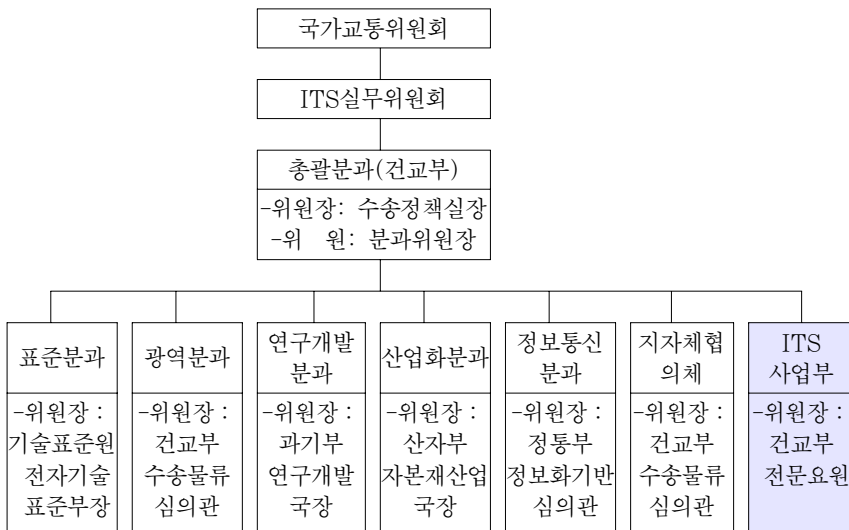 국가교통위원회
ITS실무위원회
총괄분과(건교부)
-위원장: 수송정책실장
-위 원: 분과위원장
표준분과
-위원장 :
기술표준원
전자기술
표준부장
광역분과
-위원장 :
건교부
수송물류
심의관
연구개발
분과
-위원장 :
과기부
연구개발
국장
산업화분과
-위원장 :
산자부
자본재산업
국장
정보통신
분과
-위원장 :
정통부
정보화기반
심의관
지자체협
의체
-위원장 :
건교부
수송물류
심의관
ITS
사업부
-위원장 :
건교부
전문요원